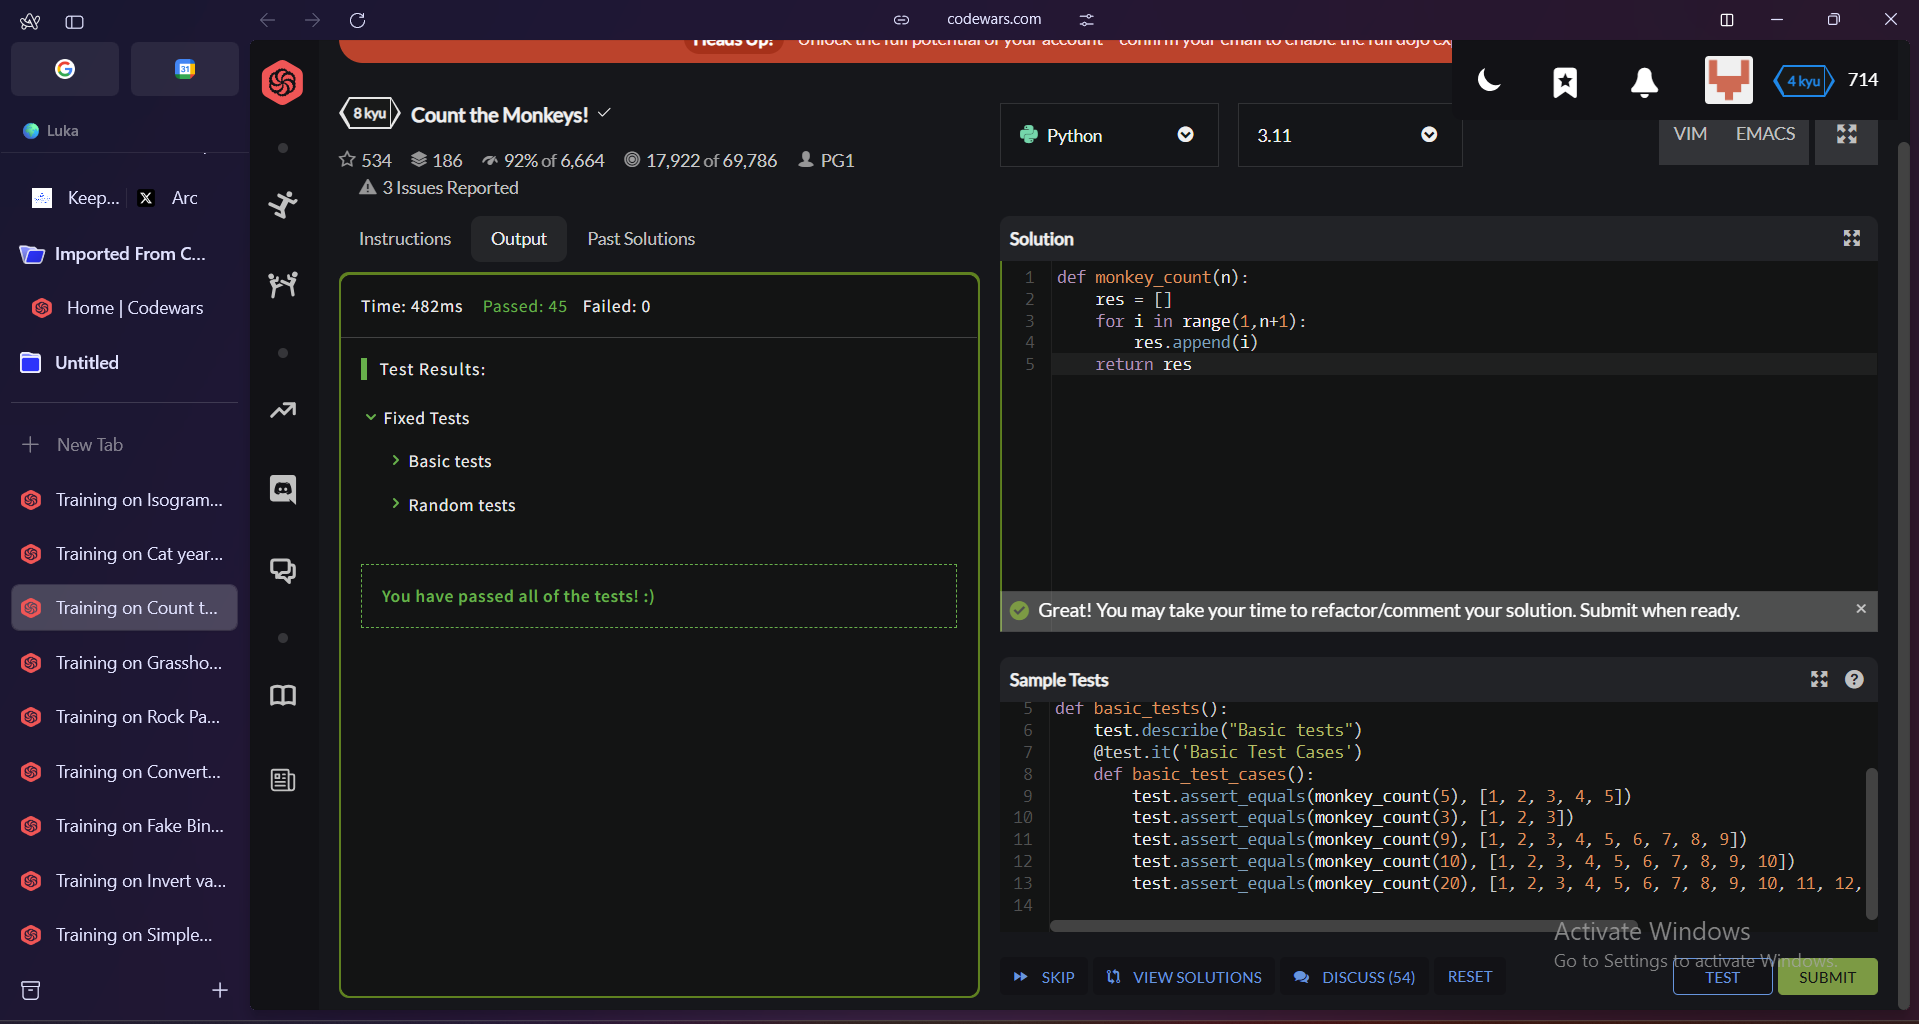 codewars.com
Luka
Keep...
Arc
Imported From C...
Home | Codewars
Untitled
New Tab
Training on Isogram...
Training on Cat year...
Training on Count t...
Training on Grassho...
Training on Rock Pa...
Training on Convert...
Training on Fake Bin...
Training on Invert va...
Training on Simple...
31
Heads Up! Unlock the full potential of your account confirm your email to enable the full dojo ex
4 kyu 714
8 kyu Count the Monkeys!
534 186 92% of 6,664 17,922 of 69,786 PG1
3 Issues Reported
Python
3.11
VIM EMACS
Instructions Output Past Solutions
Time: 482ms Passed: 45 Failed: 0
Test Results:
Fixed Tests
Basic tests
Random tests
You have passed all of the tests! :)
Solution
1 def monkey_count(n):
2 res = []
3 for i in range(1,n+1):
4 res.append(i)
5 return res
Great! You may take your time to refactor/comment your solution. Submit when ready.
Sample Tests
5 def basic_tests():
6 test.describe("Basic tests")
7 @test.it('Basic Test Cases')
8 def basic_test_cases():
9 test.assert_equals(monkey_count(5), [1, 2, 3, 4, 5])
10 test.assert_equals(monkey_count(3), [1, 2, 3])
11 test.assert_equals(monkey_count(9), [1, 2, 3, 4, 5, 6, 7, 8, 9])
12 test.assert_equals(monkey_count(10), [1, 2, 3, 4, 5, 6, 7, 8, 9, 10])
13 test.assert_equals(monkey_count(20), [1, 2, 3, 4, 5, 6, 7, 8, 9, 10, 11, 12,
14
Activate Windows
Go to Settings to activate Windows.
SKIP VIEW SOLUTIONS DISCUSS (54) RESET TEST SUBMIT